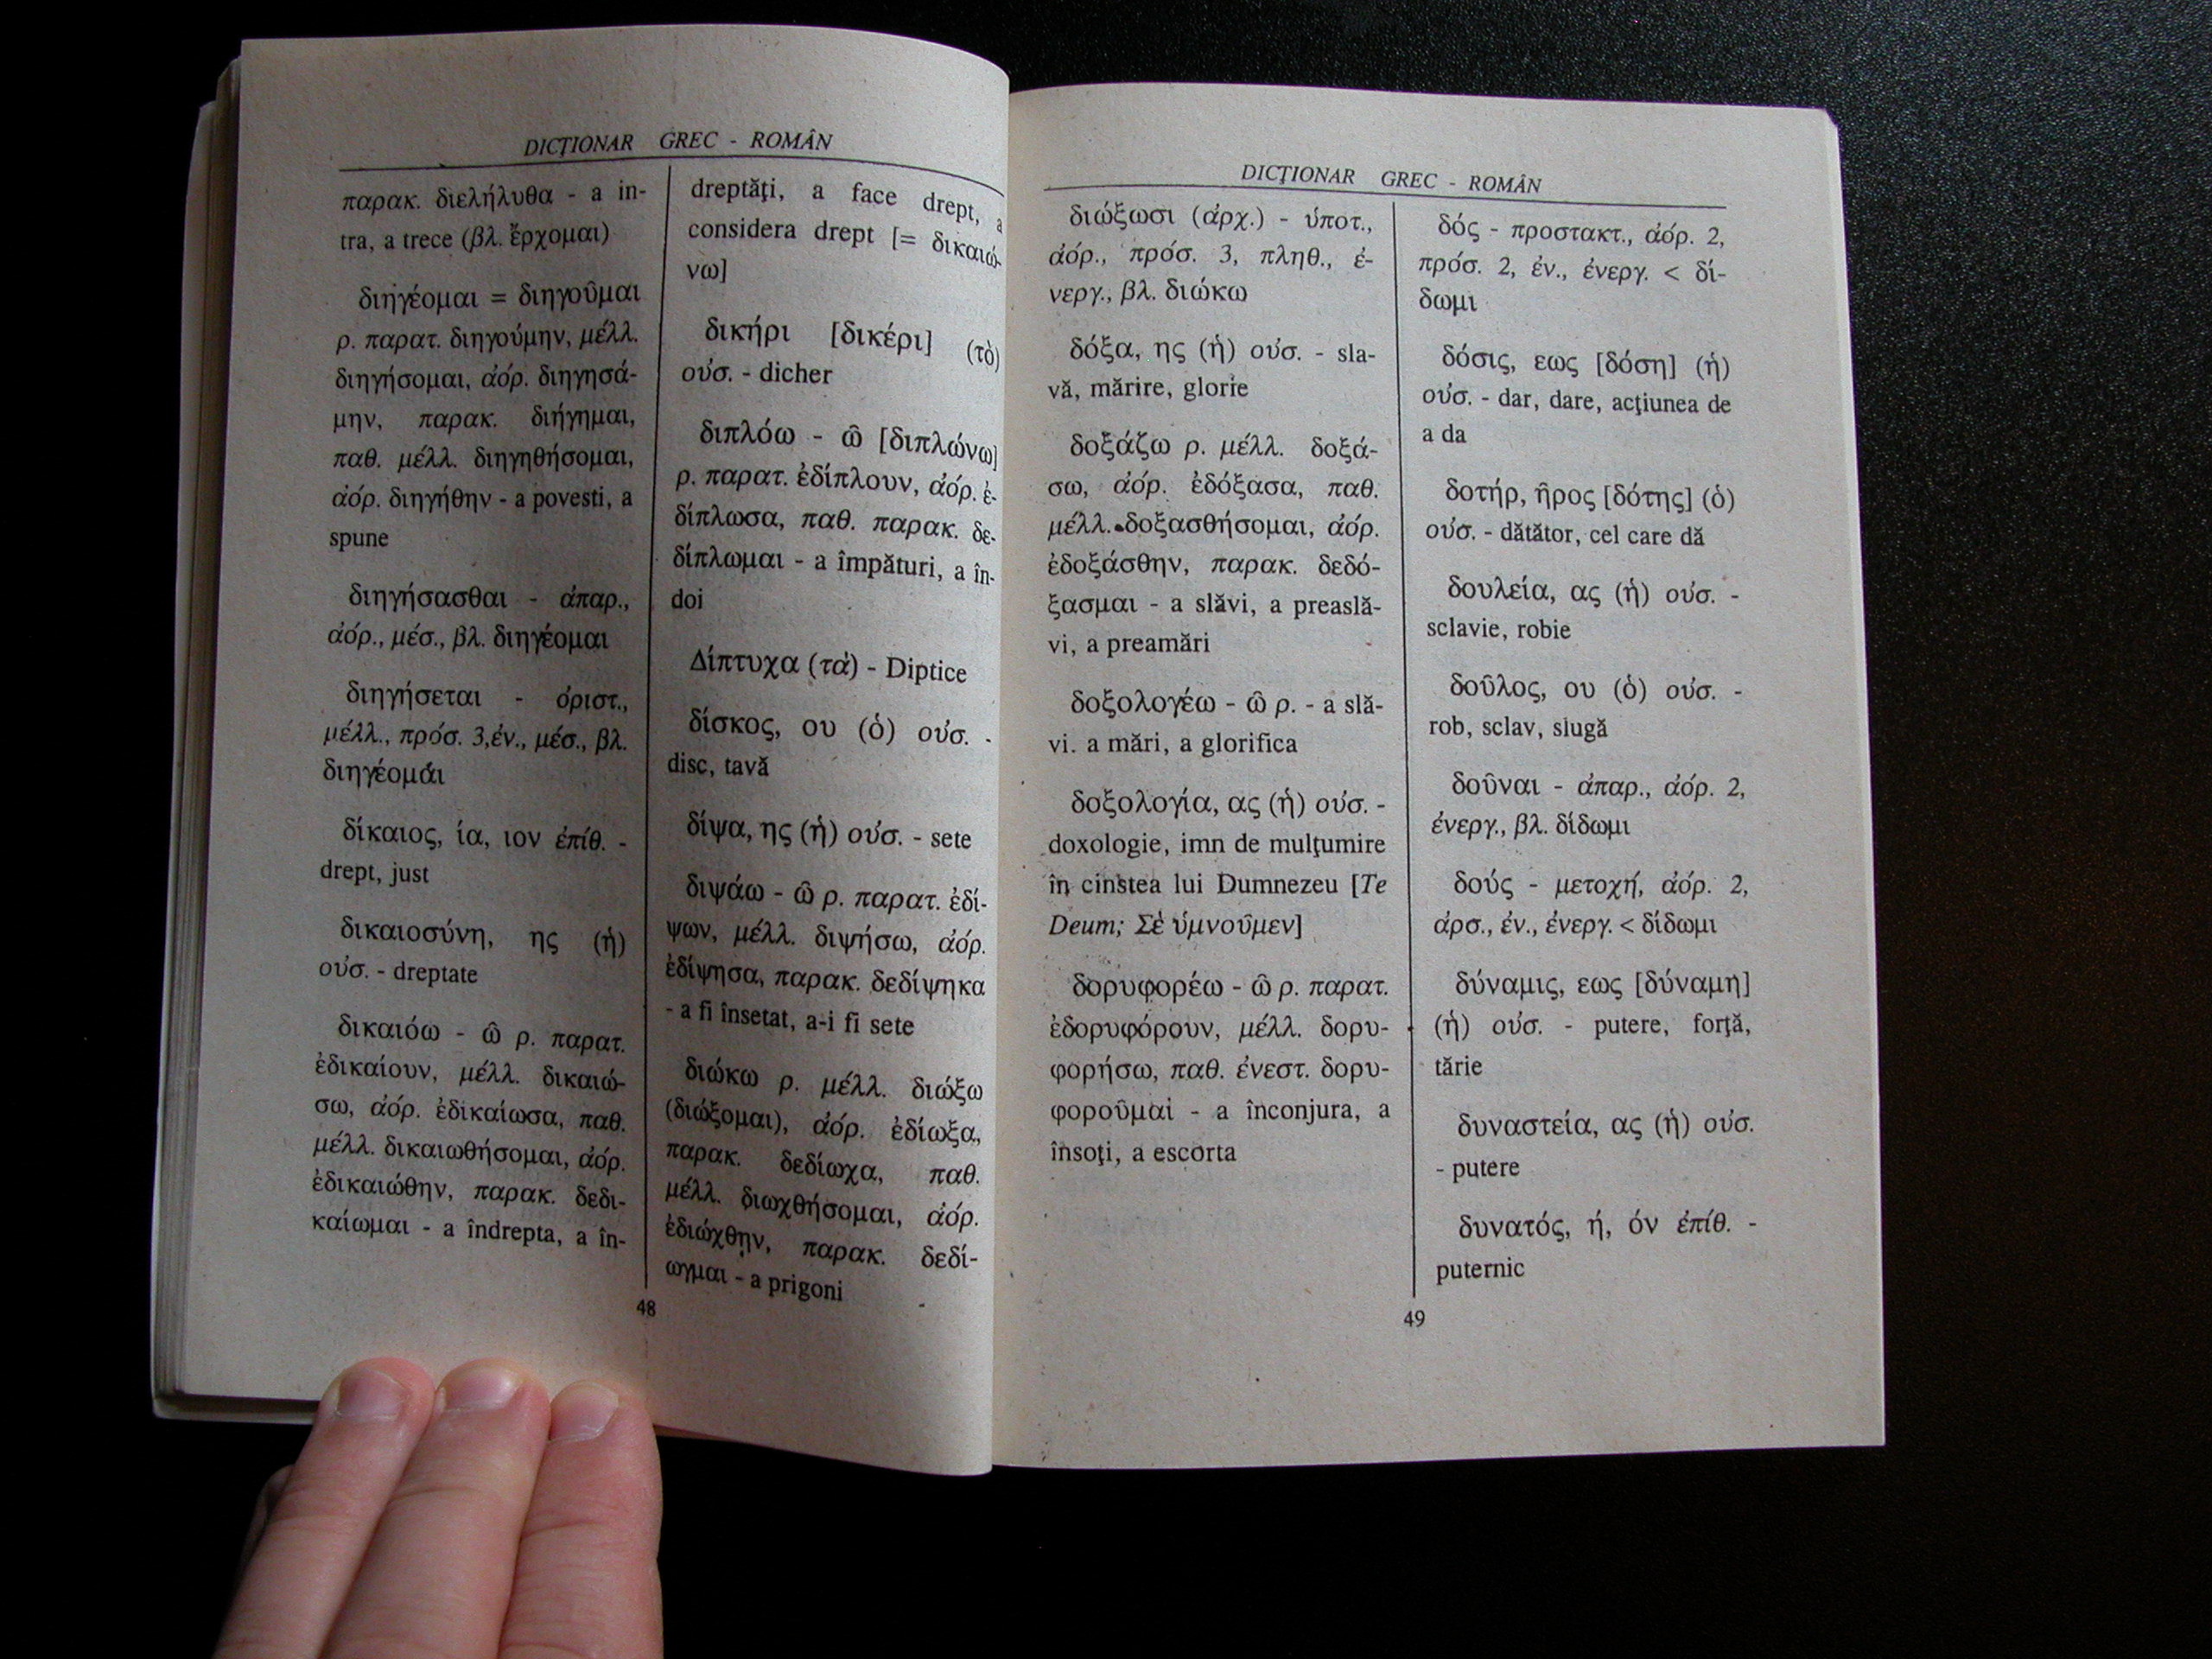 DICŢIONAR GREC - ROMÂN
παρακ. διελήλυθα - a in-
tra, a trece (βλ. ἔρχομαι)
διηγέομαι = διηγοῦμαι
ρ. παρατ. διηγούμην, μέλλ.
διηγήσομαι, ἀόρ. διηγησά-
μην, παρακ. διήγημαι,
παθ. μέλλ. διηγηθήσομαι,
ἀόρ. διηγήθην - a povesti, a
spune
διηγήσασθαι - ἀπαρ.,
ἀόρ., μέσ., βλ. διηγέομαι
διηγήσεται - ὁριστ.,
μέλλ., πρόσ. 3,ἐν., μέσ., βλ.
διηγέομαι
δίκαιος, ία, ιον ἐπίθ. -
drept, just
δικαιοσύνη, ης (ἡ)
οὐσ. - dreptate
δικαιόω - ῶ ρ. παρατ.
ἐδικαίουν, μέλλ. δικαιώ-
σω, ἀόρ. ἐδικαίωσα, παθ.
μέλλ. δικαιωθήσομαι, ἀόρ.
ἐδικαιώθην, παρακ. δεδι-
καίωμαι - a îndrepta, a în-
dreptăţi, a face drept, a
considera drept [= δικαιώ-
νω]
δικήρι [δικέρι] (τὸ)
οὐσ. - dicher
διπλόω - ῶ [διπλώνω]
ρ. παρατ. ἐδίπλουν, ἀόρ. ἐ-
δίπλωσα, παθ. παρακ. δε-
δίπλωμαι - a împături, a în-
doi
Δίπτυχα (τὰ) - Diptice
δίσκος, ου (ὁ) οὐσ. -
disc, tavă
δίψα, ης (ἡ) οὐσ. - sete
διψάω - ῶ ρ. παρατ. ἐδί-
ψων, μέλλ. διψήσω, ἀόρ.
ἐδίψησα, παρακ. δεδίψηκα
- a fi însetat, a-i fi sete
διώκω ρ. μέλλ. διώξω
(διώξομαι), ἀόρ. ἐδίωξα,
παρακ. δεδίωχα, παθ.
μέλλ. διωχθήσομαι, ἀόρ.
ἐδιώχθην, παρακ. δεδί-
ωγμαι - a prigoni
48
DICŢIONAR GREC - ROMÂN
διώξωσι (ἀρχ.) - ὑποτ.,
ἀόρ., πρόσ. 3, πληθ., ἐ-
νεργ., βλ. διώκω
δόξα, ης (ἡ) οὐσ. - sla-
vă, mărire, glorie
δοξάζω ρ. μέλλ. δοξά-
σω, ἀόρ. ἐδόξασα, παθ.
μέλλ. δοξασθήσομαι, ἀόρ.
ἐδοξάσθην, παρακ. δεδό-
ξασμαι - a slăvi, a preaslă-
vi, a preamări
δοξολογέω - ῶ ρ. - a slă-
vi. a mări, a glorifica
δοξολογία, ας (ἡ) οὐσ. -
doxologie, imn de mulţumire
în cinstea lui Dumnezeu [Te
Deum; Σὲ ὑμνοῦμεν]
δορυφορέω - ῶ ρ. παρατ.
ἐδορυφόρουν, μέλλ. δορυ-
φορήσω, παθ. ἐνεστ. δορυ-
φοροῦμαι - a înconjura, a
însoţi, a escorta
δός - προστακτ., ἀόρ. 2,
πρόσ. 2, ἐν., ἐνεργ. < δί-
δωμι
δόσις, εως [δόση] (ἡ)
οὐσ. - dar, dare, acţiunea de
a da
δοτήρ, ῆρος [δότης] (ὁ)
οὐσ. - dătător, cel care dă
δουλεία, ας (ἡ) οὐσ. -
sclavie, robie
δοῦλος, ου (ὁ) οὐσ. -
rob, sclav, slugă
δοῦναι - ἀπαρ., ἀόρ. 2,
ἐνεργ., βλ. δίδωμι
δούς - μετοχή, ἀόρ. 2,
ἀρσ., ἐν., ἐνεργ. < δίδωμι
δύναμις, εως [δύναμη]
(ἡ) οὐσ. - putere, forţă,
tărie
δυναστεία, ας (ἡ) οὐσ.
- putere
δυνατός, ή, όν ἐπίθ. -
puternic
49